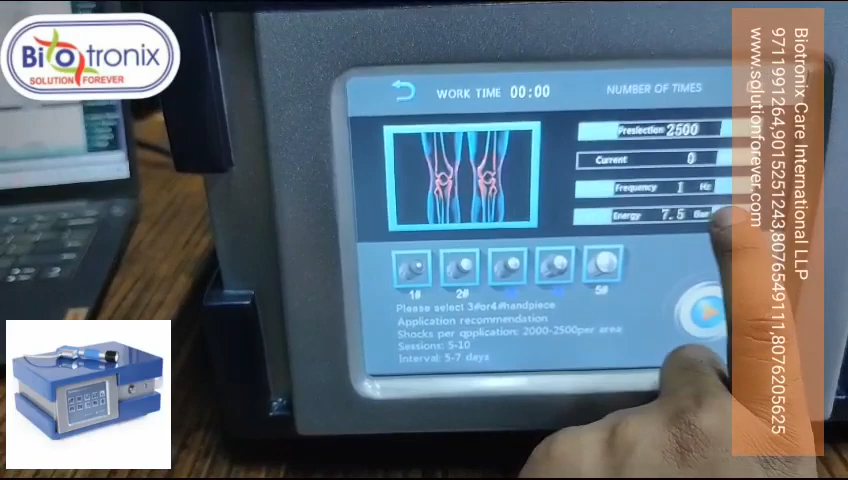 Biotronix
SOLUTION FOREVER
WORK TIME 00:00
NUMBER OF TIMES
Preslection 2500
Current 0
Frequency 1 Hz
Energy 7.5 Bar
1# 2# 5#
Please select 3#or4#handpiece
Application recommendation
Shocks per qpplication: 2000-2500per area
Sessions: 5-10
Interval: 5-7 days
Biotronix Care International LLP
9711991264,9015251243,8076549111,8076205625
www.solutionforever.com